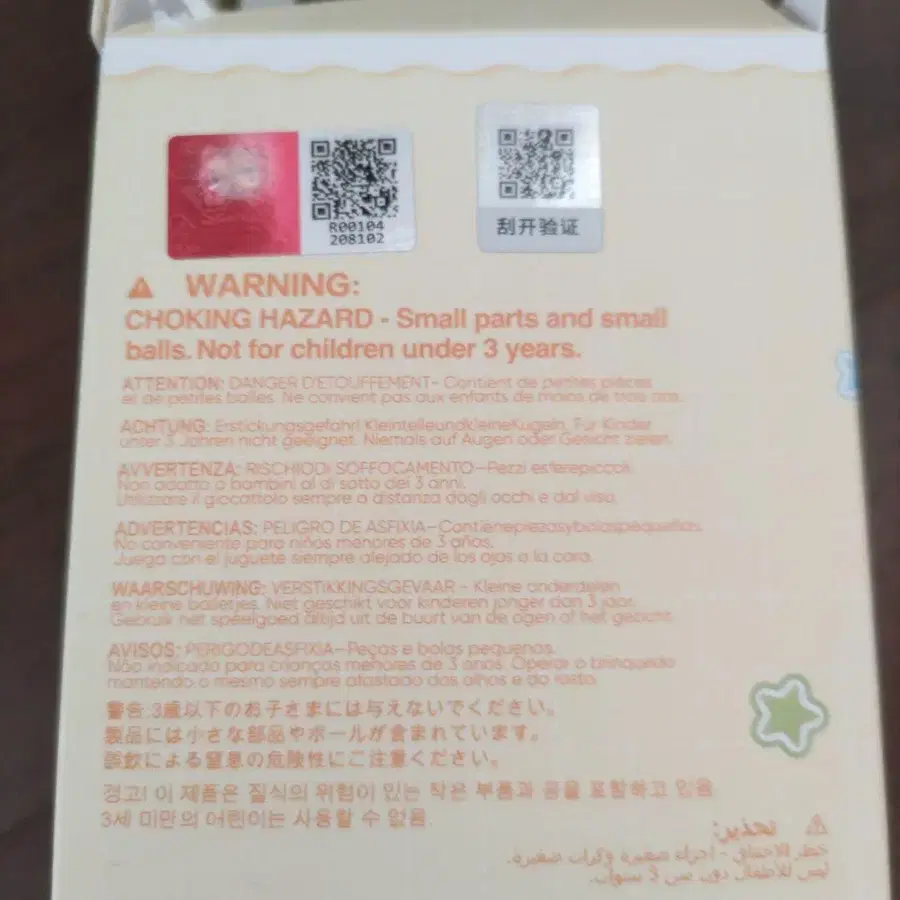 R00104
208102
刮开验证
WARNING:
CHOKING HAZARD - Small parts and small
balls. Not for children under 3 years.
ATTENTION: DANGER D'ETOUFFEMENT- Contient de petites pièces
et de petites balles. Ne convient pas aux enfants de moins de trois ans.
ACHTUNG: Erstickungsgefahr! KleinteileundkleineKugeln. Für Kinder
unser 3 Jahren nicht geeignet. Niemals auf Augen oder Gesicht zielen.
AVVERTENZA: RISCHIODI SOFFOCAMENTO-Pezzi esferepiccoli.
Non adatto a bambini al di sotto dei 3 anni.
Utilizzare il giocattolo sempre a distanza dagli occhi e dal viso.
ADVERTENCIAS: PELIGRO DE ASFIXIA-Contienepiezasybolaspequeñas.
No conveniente para niños menores de 3 años.
Juega con el juguete siempre alejado de los ojos o la cara.
WAARSCHUWING: VERSTIKKINGSGEVAAR - Kleine onderdelen
en kleine balletjes. Niet geschikt voor kinderen jonger dan 3 jaar.
Gebruik het speelgoed altijd uit de buurt van de ogen of het gezicht.
AVISOS: PERIGODEASFIXIA-Peças e bolas pequenas.
Não indicado para crianças menores de 3 anos. Operar o brinquedo
mantendo o mesmo sempre afastado dos olhos e do rosto.
警告:3歳以下のお子さまには与えないでください。
製品には小さな部品やボールが含まれています。
誤飲による窒息の危険性にご注意ください。
경고! 이 제품은 질식의 위험이 있는 작은 부품과 공을 포함하고 있음
3세 미만의 어린이는 사용할 수 없음.
تحذير:
خطر الاختناق - أجزاء صغيرة وكرات صغيرة.
ليس للأطفال دون سن 3 سنوات.